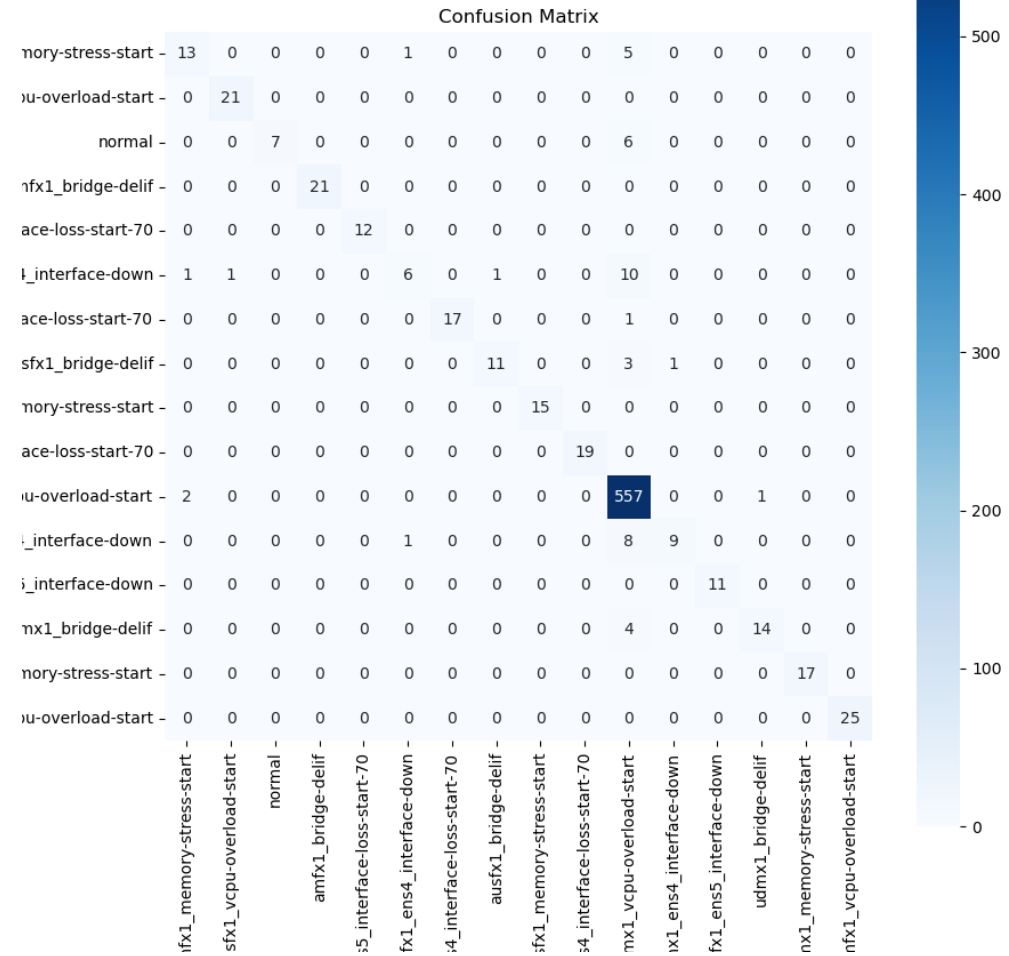 Confusion Matrix
mory-stress-start 13 0 0 0 0 1 0 0 0 0 5 0 0 0 0 0
u-overload-start 0 21 0 0 0 0 0 0 0 0 0 0 0 0 0 0
normal 0 0 7 0 0 0 0 0 0 0 6 0 0 0 0 0
fx1_bridge-delif 0 0 0 21 0 0 0 0 0 0 0 0 0 0 0 0
ace-loss-start-70 0 0 0 0 12 0 0 0 0 0 0 0 0 0 0 0
_interface-down 1 1 0 0 0 6 0 1 0 0 10 0 0 0 0 0
ace-loss-start-70 0 0 0 0 0 0 17 0 0 0 1 0 0 0 0 0
sfx1_bridge-delif 0 0 0 0 0 0 0 11 0 0 3 1 0 0 0 0
mory-stress-start 0 0 0 0 0 0 0 0 15 0 0 0 0 0 0 0
ace-loss-start-70 0 0 0 0 0 0 0 0 0 19 0 0 0 0 0 0
u-overload-start 2 0 0 0 0 0 0 0 0 0 557 0 0 1 0 0
_interface-down 0 0 0 0 0 1 0 0 0 0 8 9 0 0 0 0
_interface-down 0 0 0 0 0 0 0 0 0 0 0 0 11 0 0 0
mx1_bridge-delif 0 0 0 0 0 0 0 0 0 0 4 0 0 14 0 0
mory-stress-start 0 0 0 0 0 0 0 0 0 0 0 0 0 0 17 0
u-overload-start 0 0 0 0 0 0 0 0 0 0 0 0 0 0 0 25
fx1_memory-stress-start
sfx1_vcpu-overload-start
normal
amfx1_bridge-delif
s5_interface-loss-start-70
fx1_ens4_interface-down
s4_interface-loss-start-70
ausfx1_bridge-delif
sfx1_memory-stress-start
s4_interface-loss-start-70
mx1_vcpu-overload-start
x1_ens4_interface-down
fx1_ens5_interface-down
udmx1_bridge-delif
mx1_memory-stress-start
mfx1_vcpu-overload-start
500
400
300
200
100
0